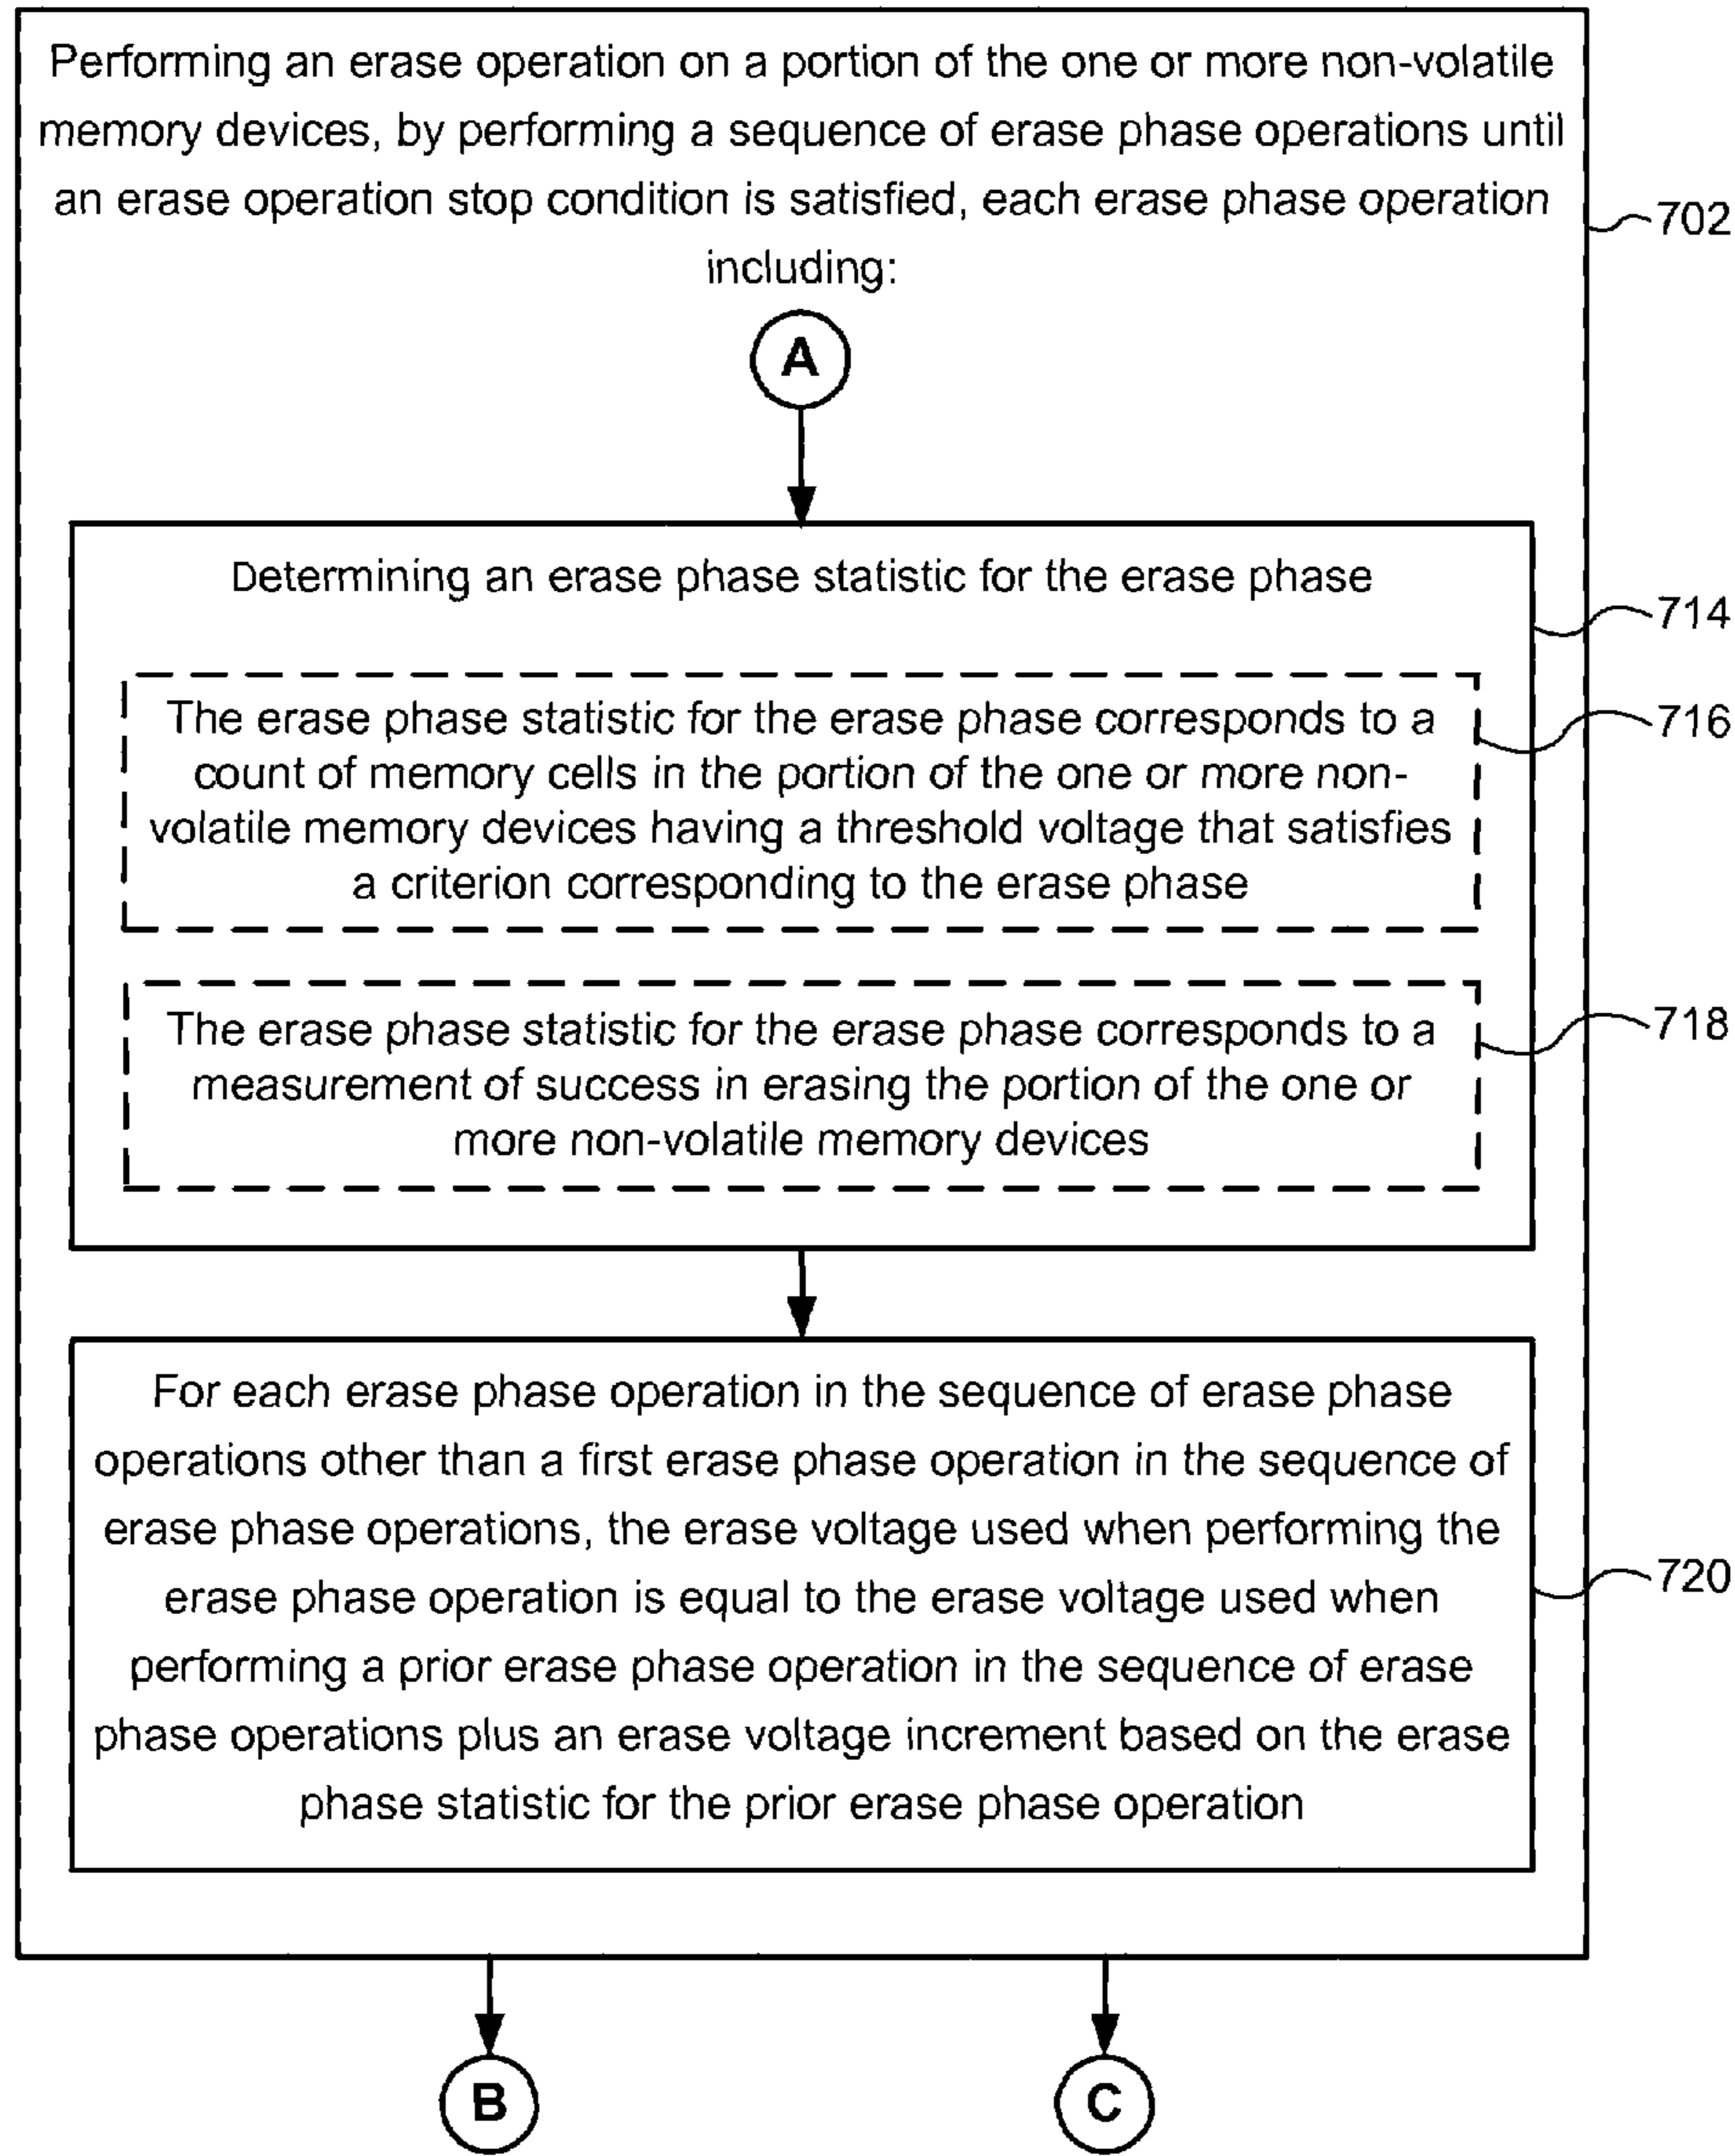 Performing an erase operation on a portion of the one or more non-volatile
memory devices, by performing a sequence of erase phase operations until
an erase operation stop condition is satisfied, each erase phase operation
including:
702
A
Determining an erase phase statistic for the erase phase
714
The erase phase statistic for the erase phase corresponds to a
count of memory cells in the portion of the one or more non-
volatile memory devices having a threshold voltage that satisfies
a criterion corresponding to the erase phase
716
The erase phase statistic for the erase phase corresponds to a
measurement of success in erasing the portion of the one or
more non-volatile memory devices
718
For each erase phase operation in the sequence of erase phase
operations other than a first erase phase operation in the sequence of
erase phase operations, the erase voltage used when performing the
erase phase operation is equal to the erase voltage used when
performing a prior erase phase operation in the sequence of erase
phase operations plus an erase voltage increment based on the erase
phase statistic for the prior erase phase operation
720
B
C